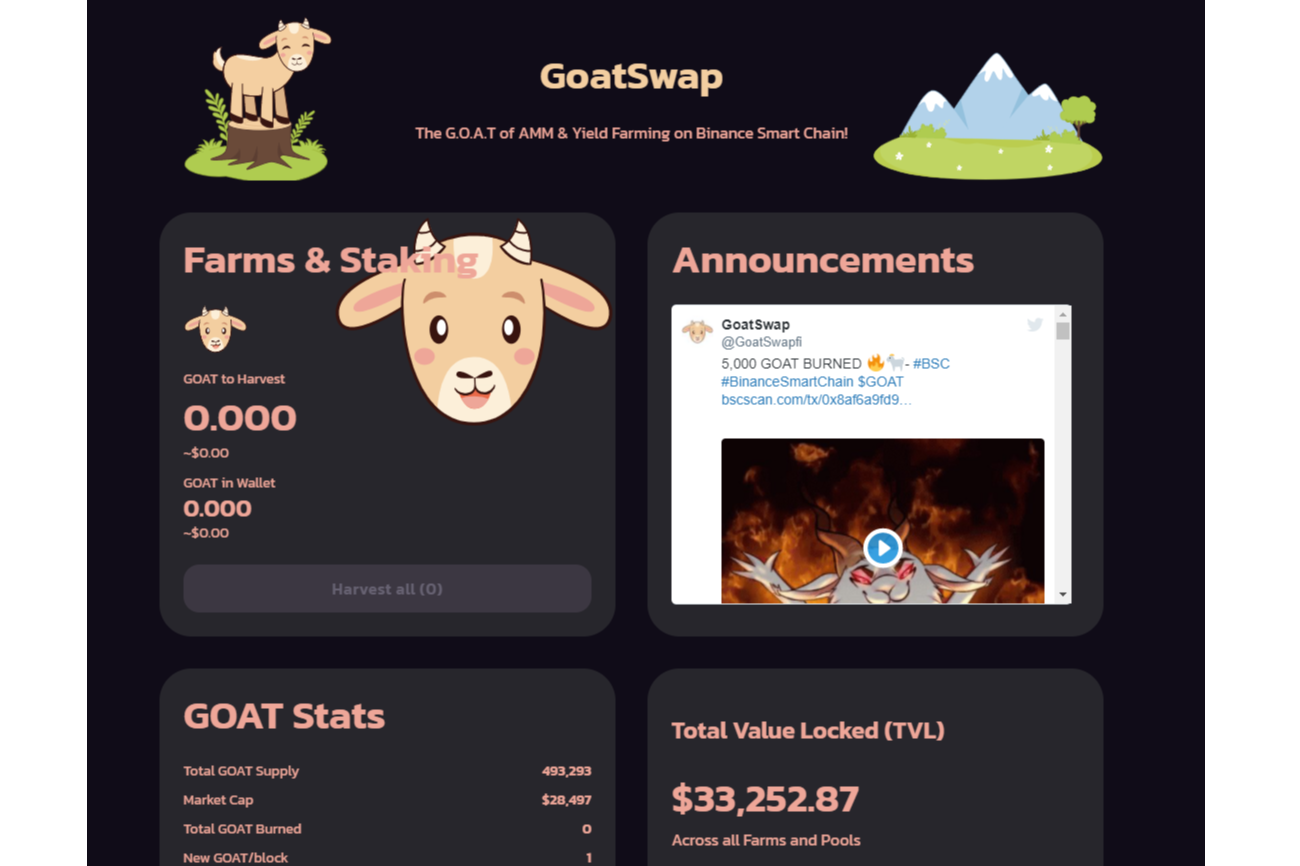 GoatSwap
The G.O.A.T of AMM & Yield Farming on Binance Smart Chain!
Farms & Staking
GOAT to Harvest
0.000
~$0.00
GOAT in Wallet
0.000
~$0.00
Harvest all (0)
Announcements
GoatSwap
@GoatSwapfi
5,000 GOAT BURNED 🔥🐐- #BSC
#BinanceSmartChain $GOAT
bscscan.com/tx/0x8af6a9fd9…
GOAT Stats
Total GOAT Supply 493,293
Market Cap $28,497
Total GOAT Burned 0
New GOAT/block 1
Total Value Locked (TVL)
$33,252.87
Across all Farms and Pools